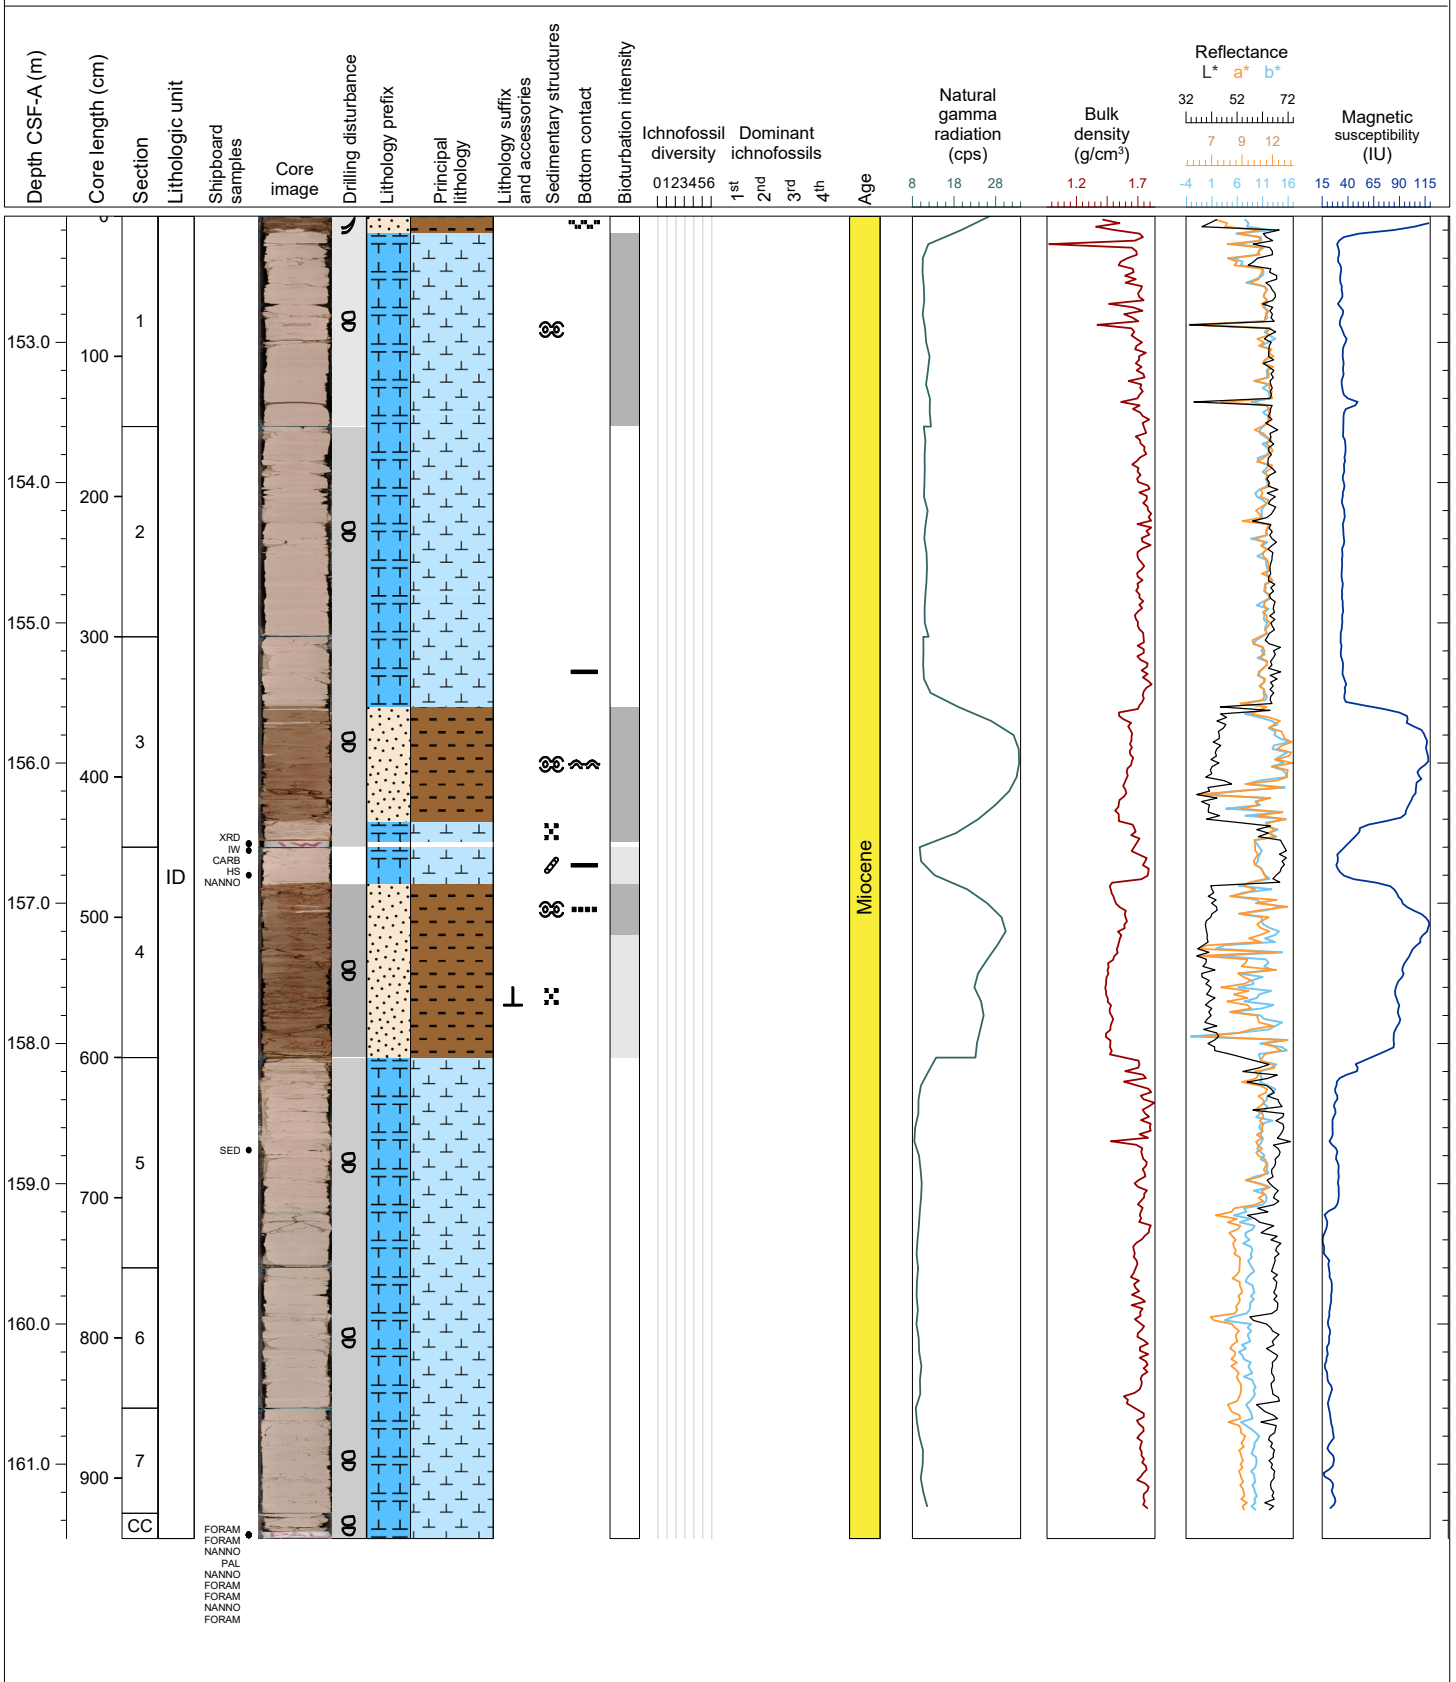 Depth CSF-A (m)
Core length (cm)
Section
Lithologic unit
Shipboard
samples
Core
image
Drilling disturbance
Lithology prefix
Principal
lithology
Lithology suffix
and accessories
Sedimentary structures
Bottom contact
Bioturbation intensity
Ichnofossil
diversity
0123456
Dominant
ichnofossils
1st
2nd
3rd
4th
Age
Natural
gamma
radiation
(cps)
8 18 28
Bulk
density
(g/cm³)
1.2 1.7
Reflectance
L* a* b*
32 52 72
7 9 12
-4 1 6 11 16
Magnetic
susceptibility
(IU)
15 40 65 90 115
0
1
153.0
100
154.0
200
2
155.0
300
3
156.0
400
XRD
IW
CARB
HS
NANNO
ID
Miocene
157.0
500
4
158.0
600
SED
5
159.0
700
160.0
800
6
7
161.0
900
CC
FORAM
FORAM
NANNO
PAL
NANNO
FORAM
FORAM
NANNO
FORAM